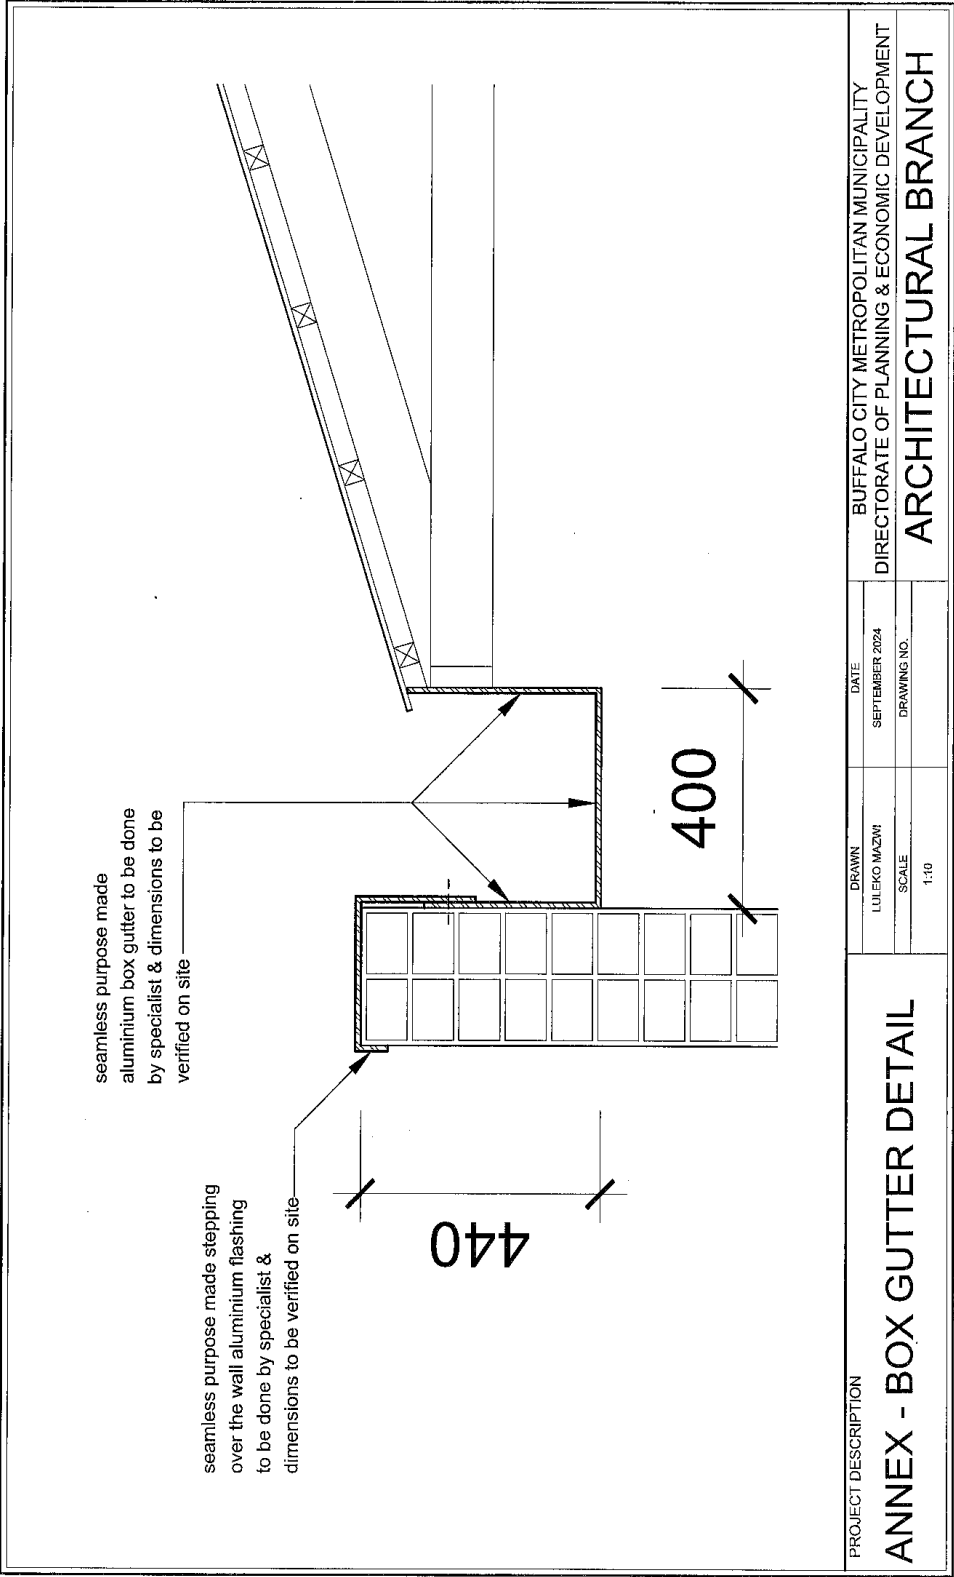 seamless purpose made
aluminium box gutter to be done
by specialist & dimensions to be
verified on site
seamless purpose made stepping
over the wall aluminium flashing
to be done by specialist &
dimensions to be verified on site
440
400
PROJECT DESCRIPTION
ANNEX - BOX GUTTER DETAIL
DRAWN
LULEKO MAZWI
SCALE
1:10
DATE
SEPTEMBER 2024
DRAWING NO.
BUFFALO CITY METROPOLITAN MUNICIPALITY
DIRECTORATE OF PLANNING & ECONOMIC DEVELOPMENT
ARCHITECTURAL BRANCH